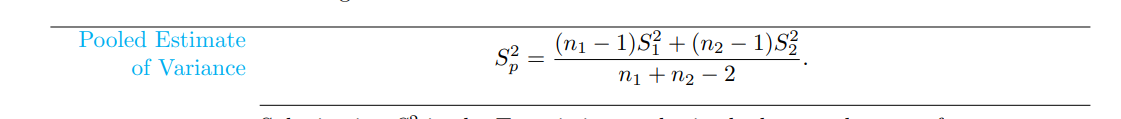 Pooled Estimate
of Variance
S_p^2 = \frac{(n_1 - 1)S_1^2 + (n_2 - 1)S_2^2}{n_1 + n_2 - 2}.